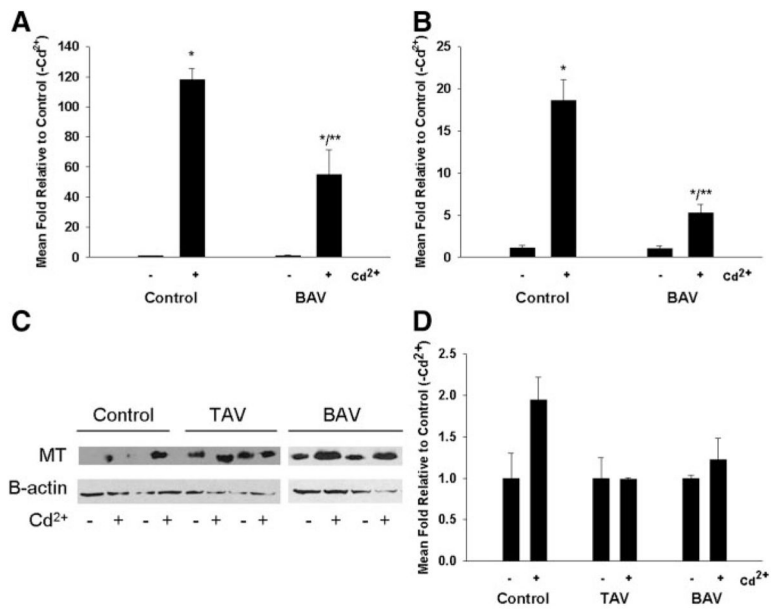 A
Mean Fold Relative to Control (-Cd2+)
140
120
100
80
60
40
20
0
*
*/**
- + - + Cd2+
Control BAV
B
Mean Fold Relative to Control (-Cd2+)
25
20
15
10
5
0
*
*/**
- + - + Cd2+
Control BAV
C
Control TAV BAV
MT
B-actin
Cd2+ - + - + - + - + - + - +
D
Mean Fold Relative to Control (-Cd2+)
2.5
2.0
1.5
1.0
0.5
0.0
- + - + - + Cd2+
Control TAV BAV